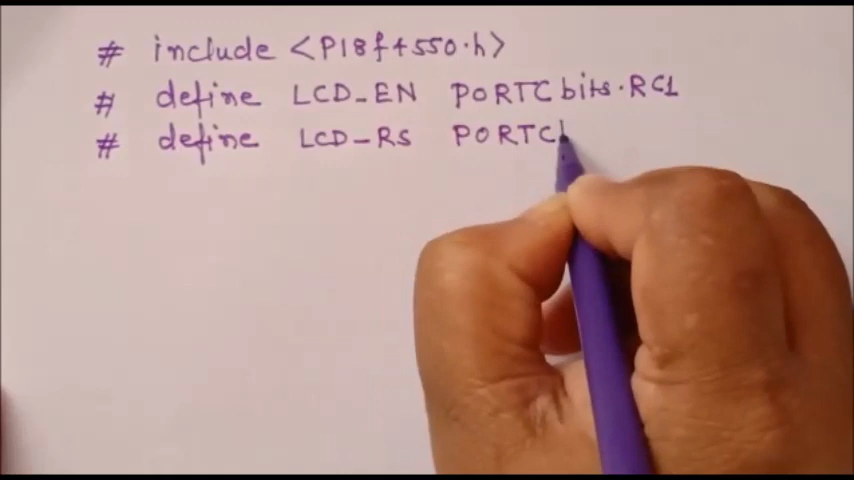 # include <P18f4550.h>
# define LCD_EN PORTCbits.RC1
# define LCD_RS PORTC